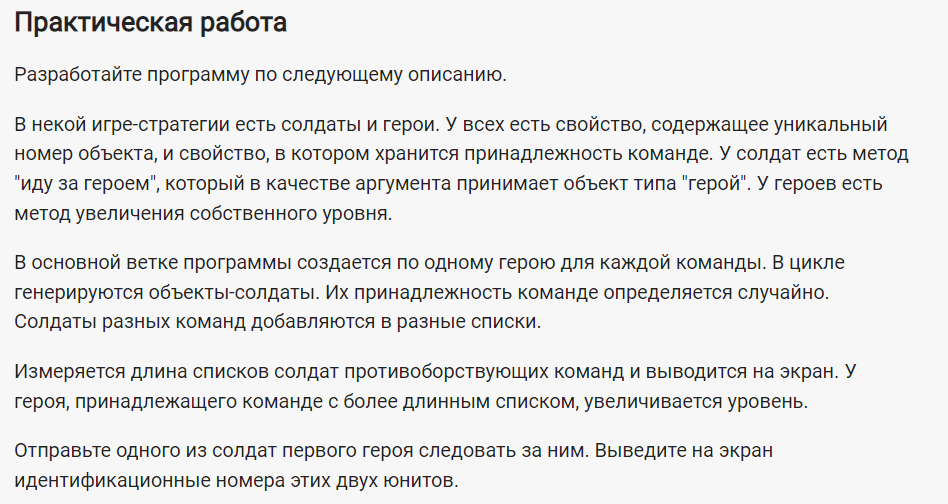 Практическая работа
Разработайте программу по следующему описанию.
В некой игре-стратегии есть солдаты и герои. У всех есть свойство, содержащее уникальный
номер объекта, и свойство, в котором хранится принадлежность команде. У солдат есть метод
"иду за героем", который в качестве аргумента принимает объект типа "герой". У героев есть
метод увеличения собственного уровня.
В основной ветке программы создается по одному герою для каждой команды. В цикле
генерируются объекты-солдаты. Их принадлежность команде определяется случайно.
Солдаты разных команд добавляются в разные списки.
Измеряется длина списков солдат противоборствующих команд и выводится на экран. У
героя, принадлежащего команде с более длинным списком, увеличивается уровень.
Отправьте одного из солдат первого героя следовать за ним. Выведите на экран
идентификационные номера этих двух юнитов.